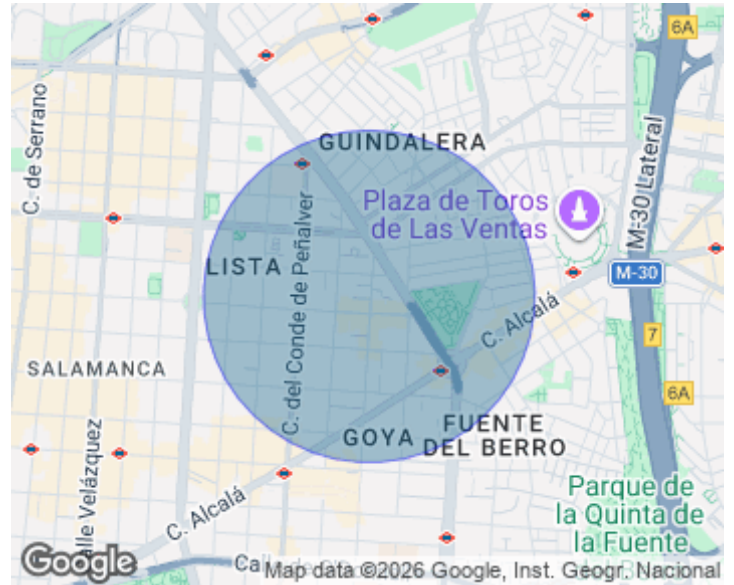 6A
C. de Serrano
GUINDALERA
M-30 Lateral
Plaza de Toros
de Las Ventas
C. del Conde de Peñalver
LISTA
M-30
C. Alcalá
7
SALAMANCA
6A
GOYA
FUENTE
DEL BERRO
alle Velázquez
C. Alcalá
Parque de
la Quinta de
la Fuente
Google
Map data ©2026 Google, Inst. Geogr. Nacional